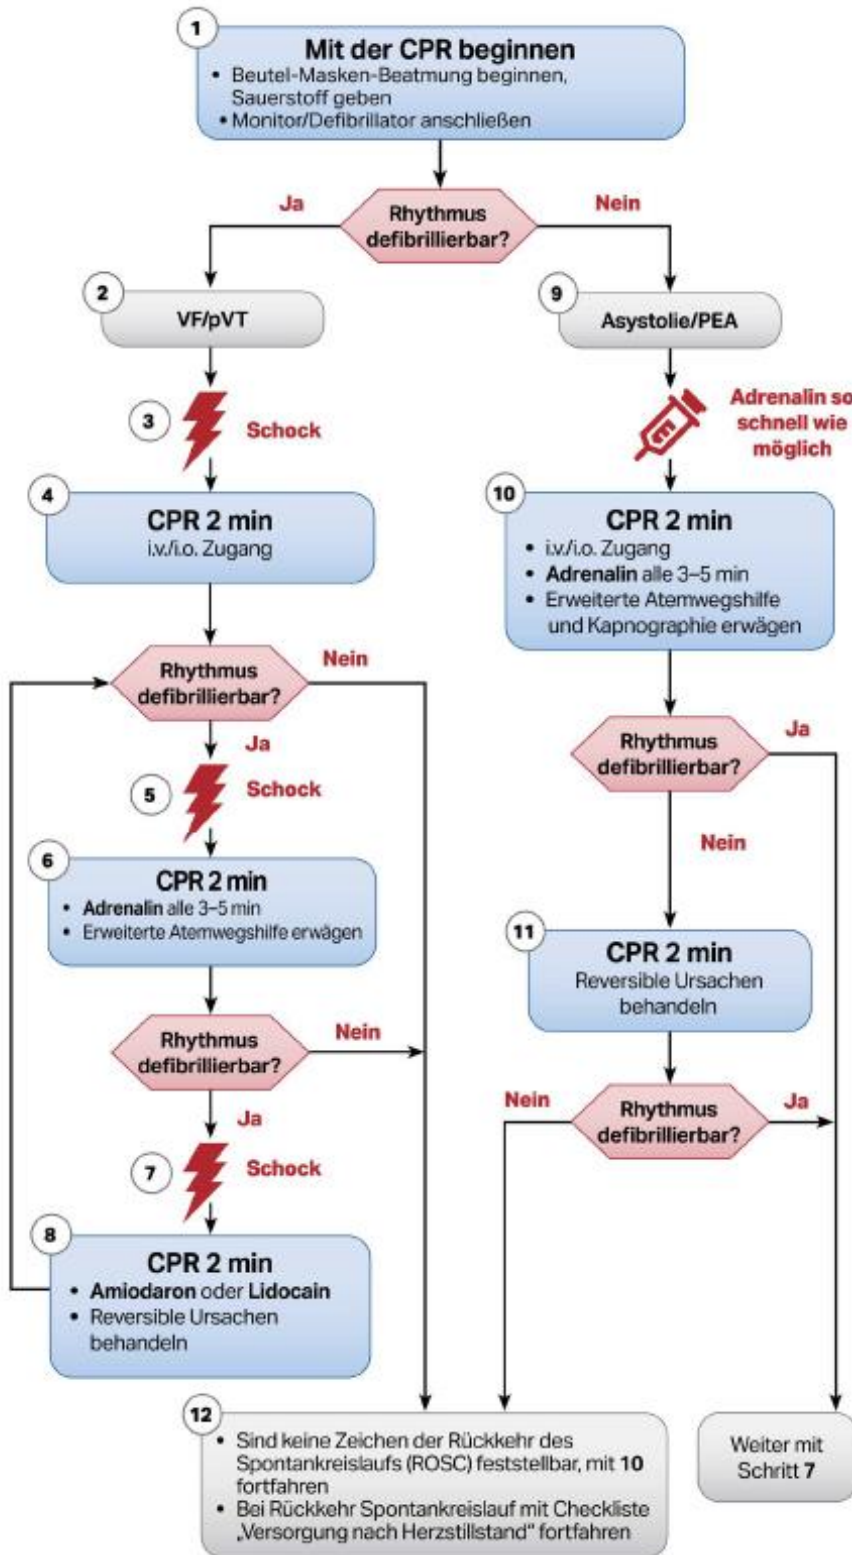 1
Mit der CPR beginnen
• Beutel-Masken-Beatmung beginnen,
Sauerstoff geben
• Monitor/Defibrillator anschließen
Ja
Rhythmus
defibrillierbar?
Nein
2
VF/pVT
3
Schock
4
CPR 2 min
i.v./i.o. Zugang
Rhythmus
defibrillierbar?
Nein
Ja
5
Schock
6
CPR 2 min
• Adrenalin alle 3–5 min
• Erweiterte Atemwegshilfe erwägen
Rhythmus
defibrillierbar?
Nein
Ja
7
Schock
8
CPR 2 min
• Amiodaron oder Lidocain
• Reversible Ursachen
behandeln
9
Asystolie/PEA
Adrenalin so
schnell wie
möglich
10
CPR 2 min
• i.v./i.o. Zugang
• Adrenalin alle 3–5 min
• Erweiterte Atemwegshilfe
und Kapnographie erwägen
Rhythmus
defibrillierbar?
Ja
Nein
11
CPR 2 min
Reversible Ursachen
behandeln
Nein
Rhythmus
defibrillierbar?
Ja
12
• Sind keine Zeichen der Rückkehr des
Spontankreislaufs (ROSC) feststellbar, mit 10
fortfahren
• Bei Rückkehr Spontankreislauf mit Checkliste
„Versorgung nach Herzstillstand“ fortfahren
Weiter mit
Schritt 7